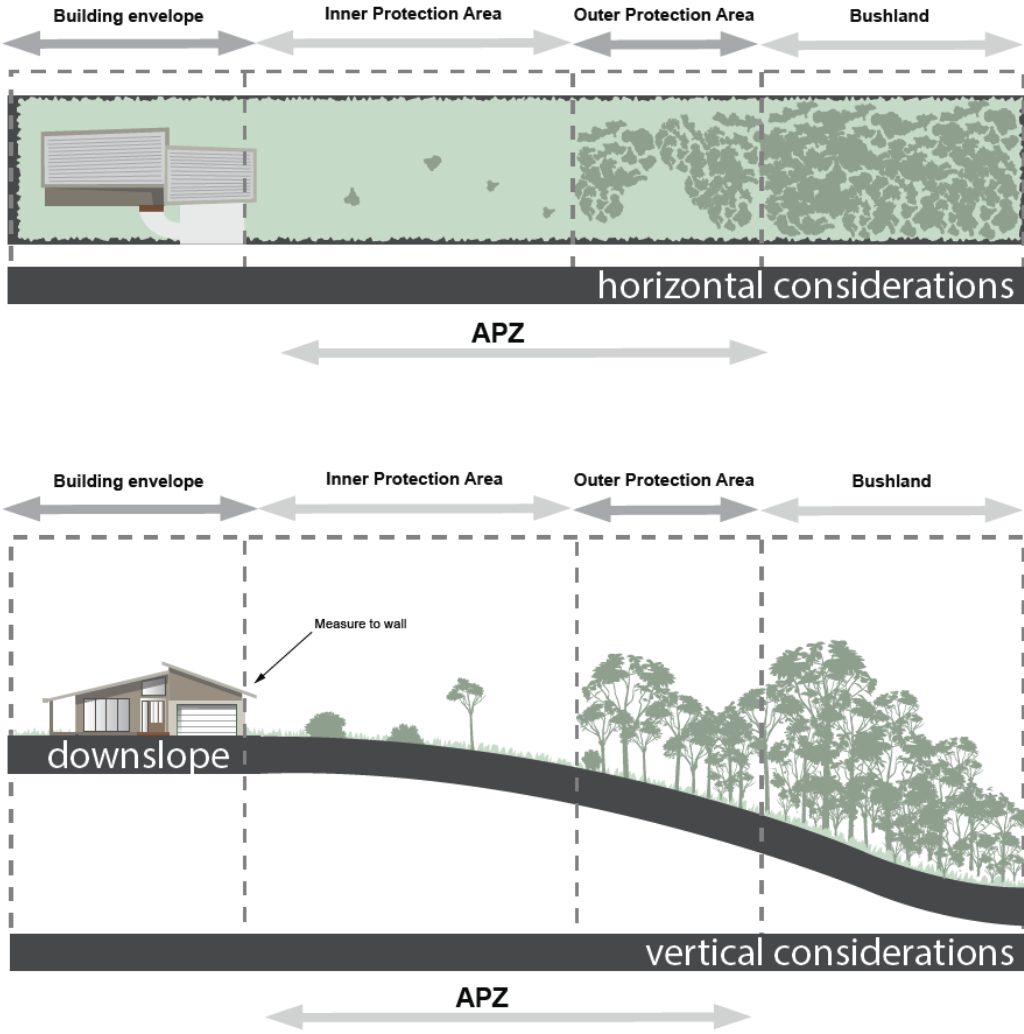 Building envelope
Inner Protection Area
Outer Protection Area
Bushland
horizontal considerations
APZ
Building envelope
Inner Protection Area
Outer Protection Area
Bushland
Measure to wall
downslope
vertical considerations
APZ